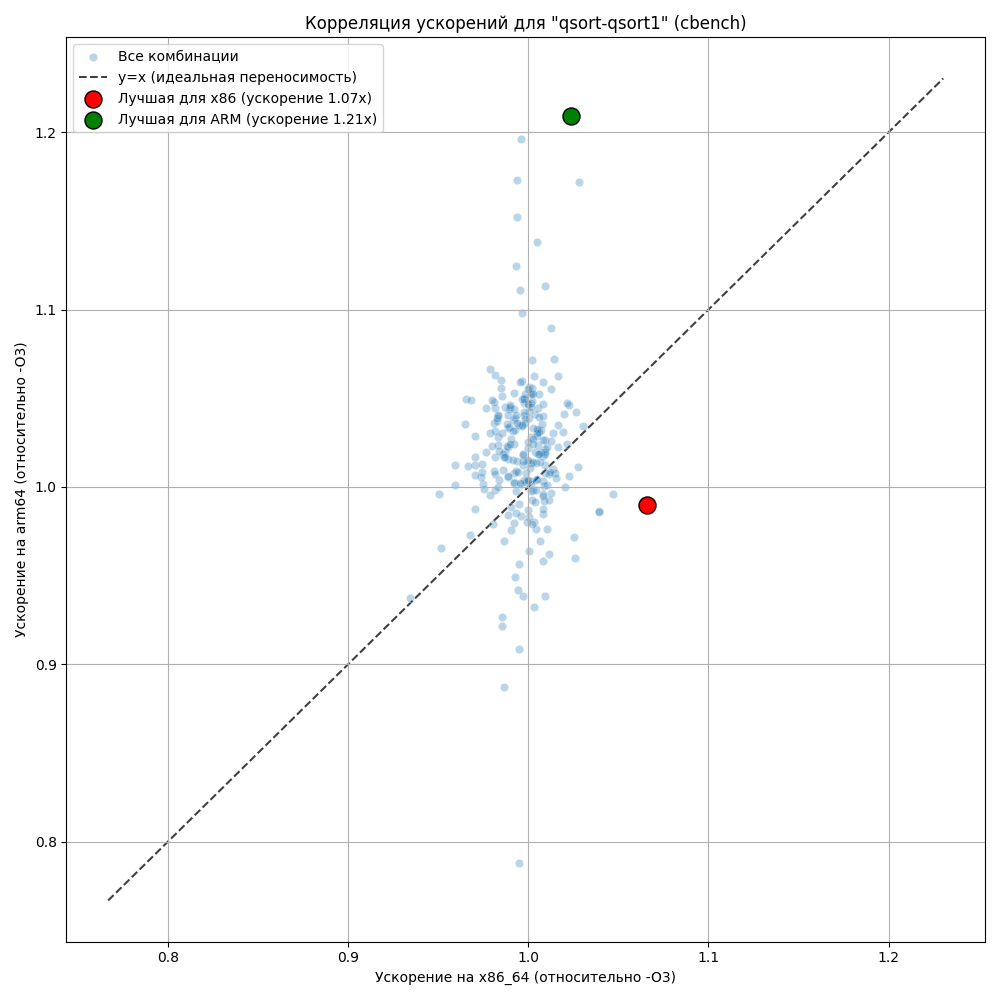 Корреляция ускорений для "qsort-qsort1" (cbench)
Все комбинации
y=x (идеальная переносимость)
Лучшая для x86 (ускорение 1.07x)
Лучшая для ARM (ускорение 1.21x)
Ускорение на arm64 (относительно -O3)
1.2
1.1
1.0
0.9
0.8
0.8 0.9 1.0 1.1 1.2
Ускорение на x86_64 (относительно -O3)